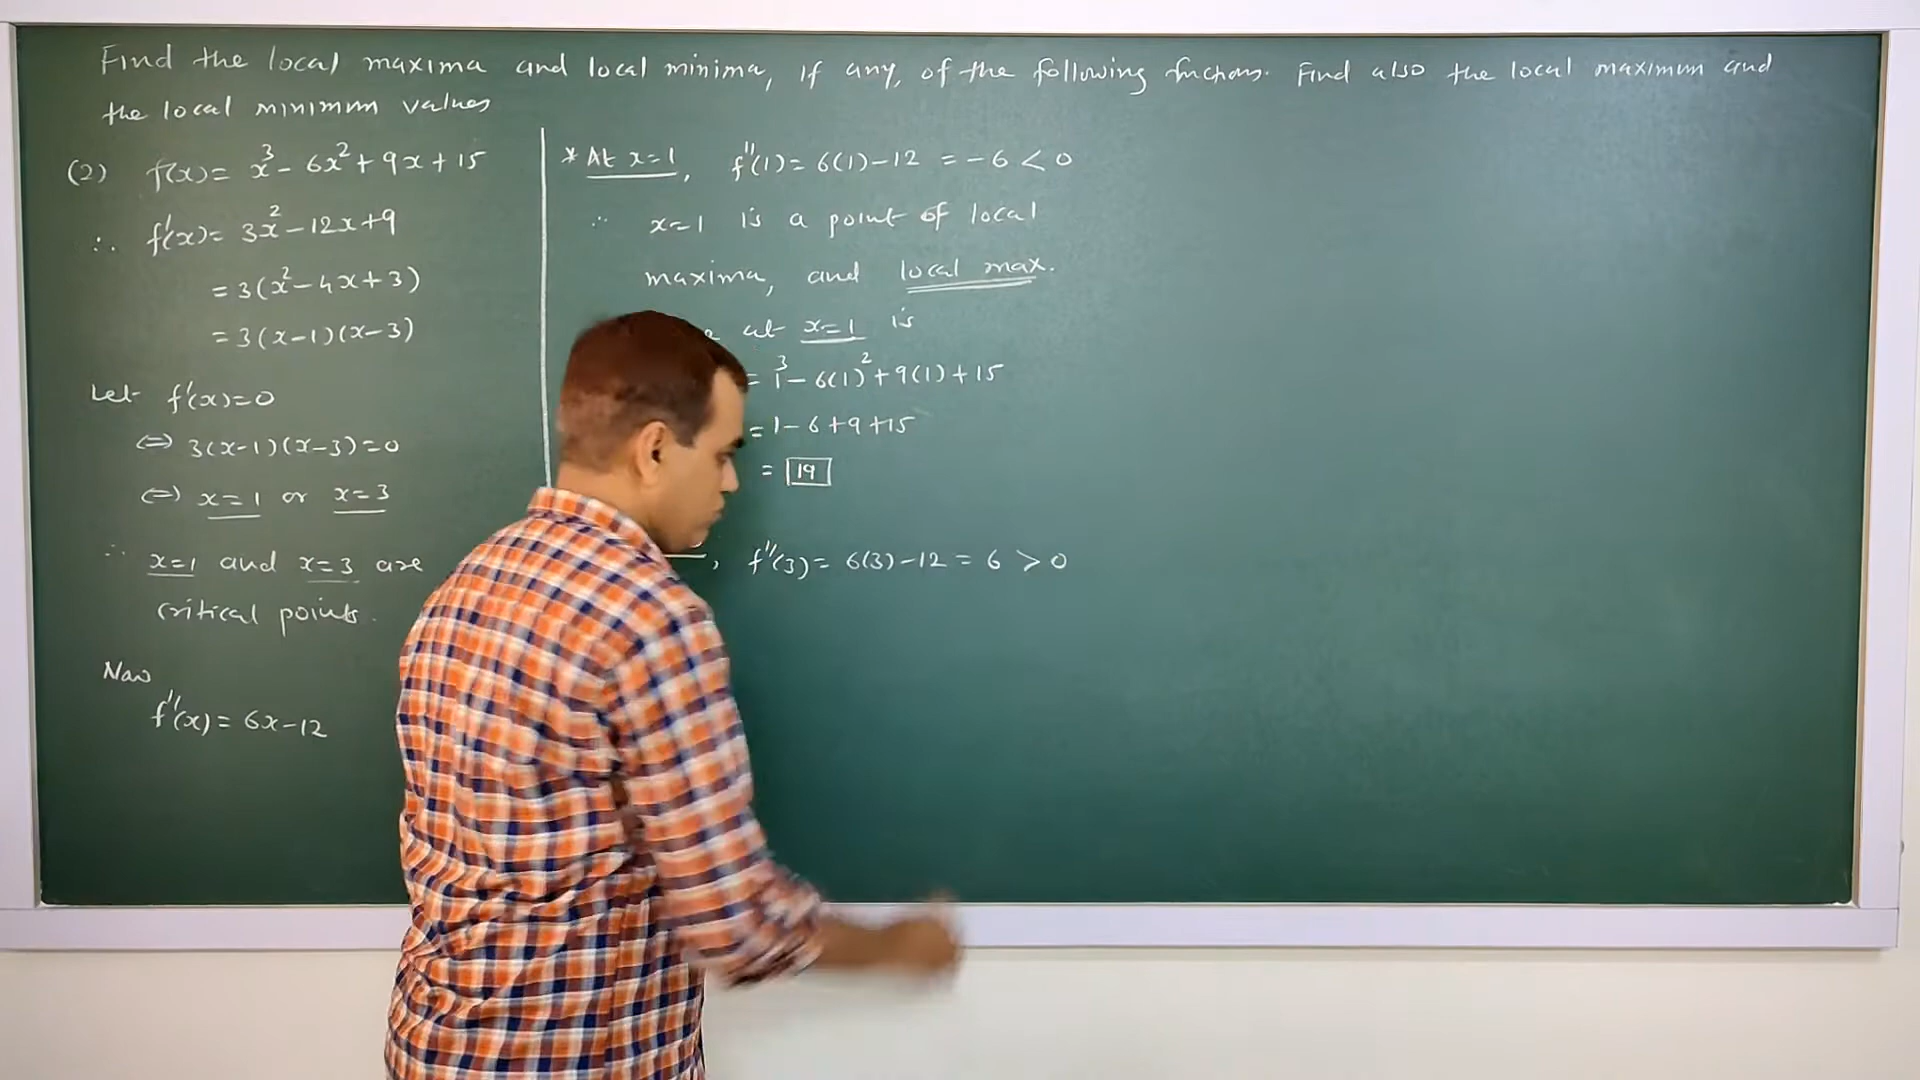 Find the local maxima and local minima, if any, of the following functions. Find also the local maximum and
the local minimum values
(2) f(x) = x³ - 6x² + 9x + 15
∴ f'(x) = 3x² - 12x + 9
= 3(x² - 4x + 3)
= 3(x-1)(x-3)
Let f'(x) = 0
⇔ 3(x-1)(x-3) = 0
⇔ x = 1 or x = 3
∴ x=1 and x=3 are
critical points.
Now
f''(x) = 6x - 12
* At x=1, f''(1) = 6(1) - 12 = -6 < 0
∴ x=1 is a point of local
maxima, and local max.
at x=1 is
= 1³ - 6(1)² + 9(1) + 15
= 1 - 6 + 9 + 15
= 19
, f''(3) = 6(3) - 12 = 6 > 0